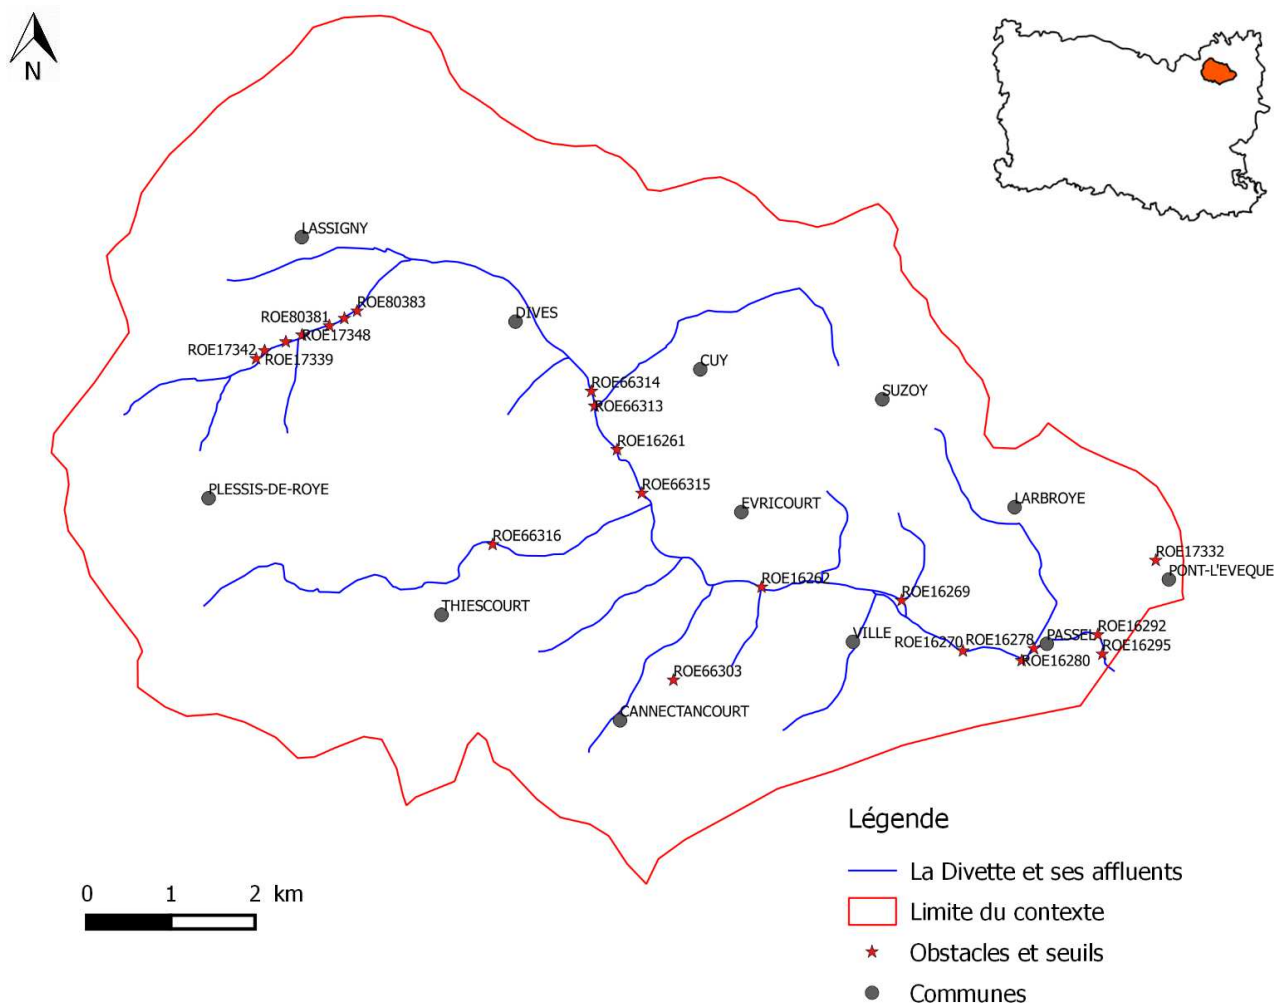 N
LASSIGNY
ROE80383
ROE80381
DIVES
ROE17348
ROE17342
ROE17339
CUY
ROE66314
SUZOY
ROE66313
ROE16261
ROE66315
PLESSIS-DE-ROYE
LARBROYE
EVRICOURT
ROE66316
ROE17332
PONT-L'EVEQUE
ROE16262
ROE16269
THIESCOURT
ROE16292
VILLE
ROE16270
ROE16278
PASSEL
ROE16295
ROE16280
ROE66303
CANNECTANCOURT
Légende
La Divette et ses affluents
0 1 2 km
Limite du contexte
Obstacles et seuils
Communes